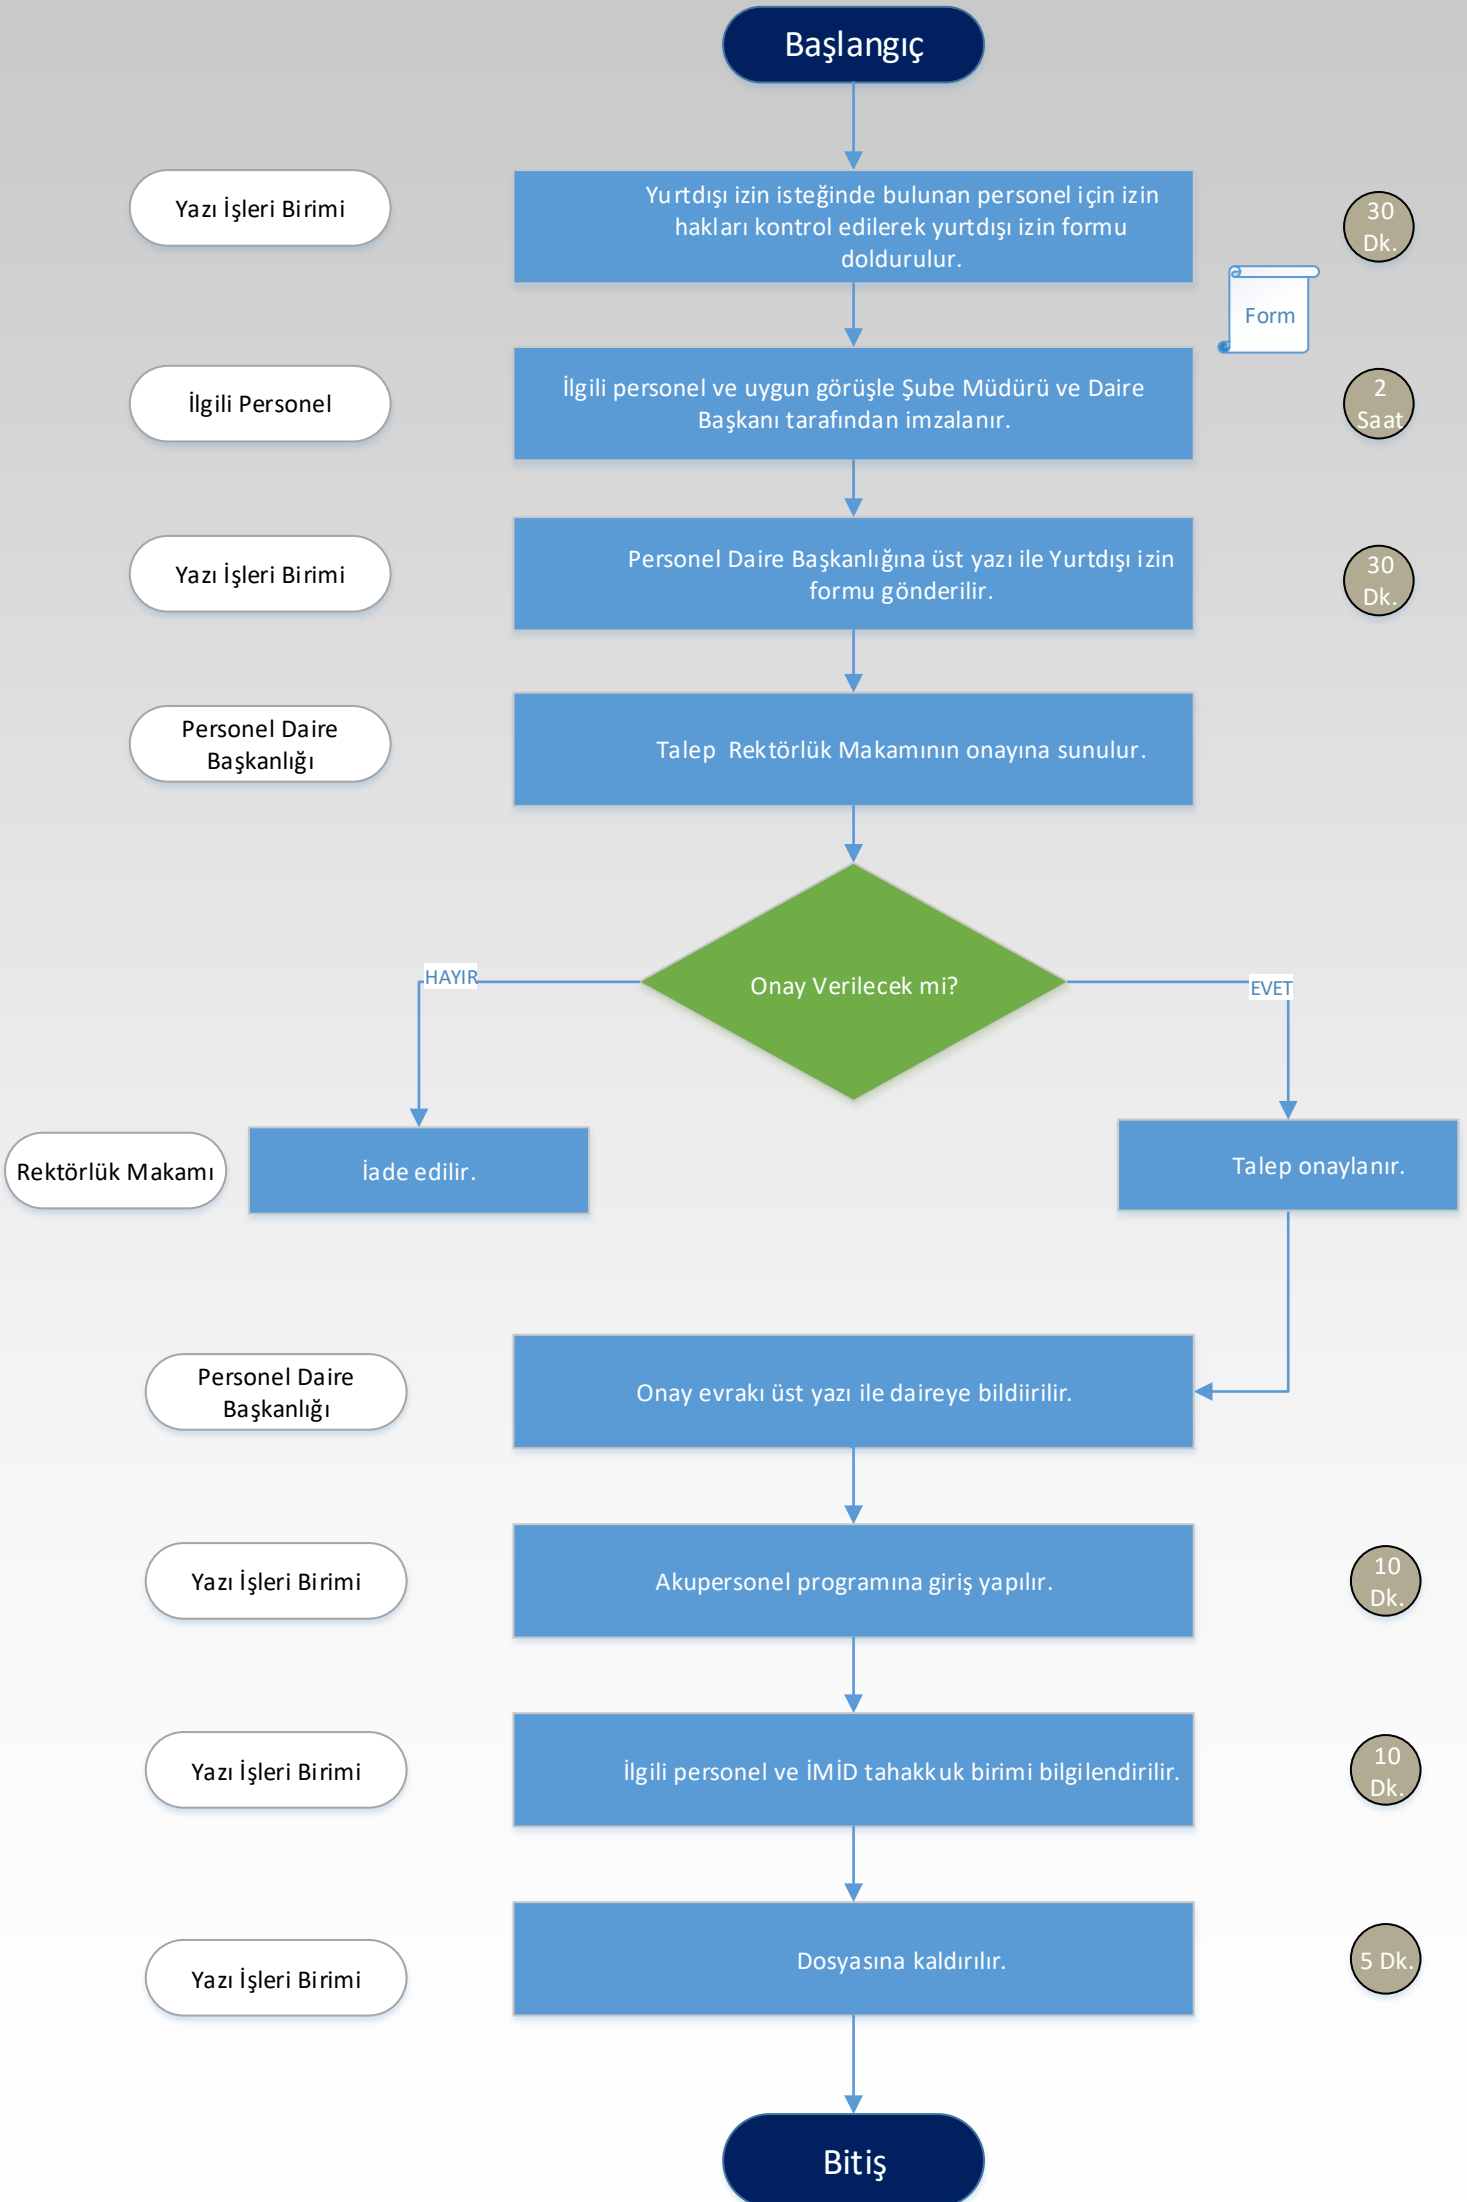 Başlangıç
Yazı İşleri Birimi
Yurtdışı izin isteğinde bulunan personel için izin
hakları kontrol edilerek yurtdışı izin formu
doldurulur.
30
Dk.
Form
İlgili Personel
İlgili personel ve uygun görüşle Şube Müdürü ve Daire
Başkanı tarafından imzalanır.
2
Saat
Yazı İşleri Birimi
Personel Daire Başkanlığına üst yazı ile Yurtdışı izin
formu gönderilir.
30
Dk.
Personel Daire
Başkanlığı
Talep  Rektörlük Makamının onayına sunulur.
Onay Verilecek mi?
HAYIR
EVET
Rektörlük Makamı
İade edilir.
Talep onaylanır.
Personel Daire
Başkanlığı
Onay evrakı üst yazı ile daireye bildiirilir.
Yazı İşleri Birimi
Akupersonel programına giriş yapılır.
10
Dk.
Yazı İşleri Birimi
İlgili personel ve İMİD tahakkuk birimi bilgilendirilir.
10
Dk.
Yazı İşleri Birimi
Dosyasına kaldırılır.
5 Dk.
Bitiş